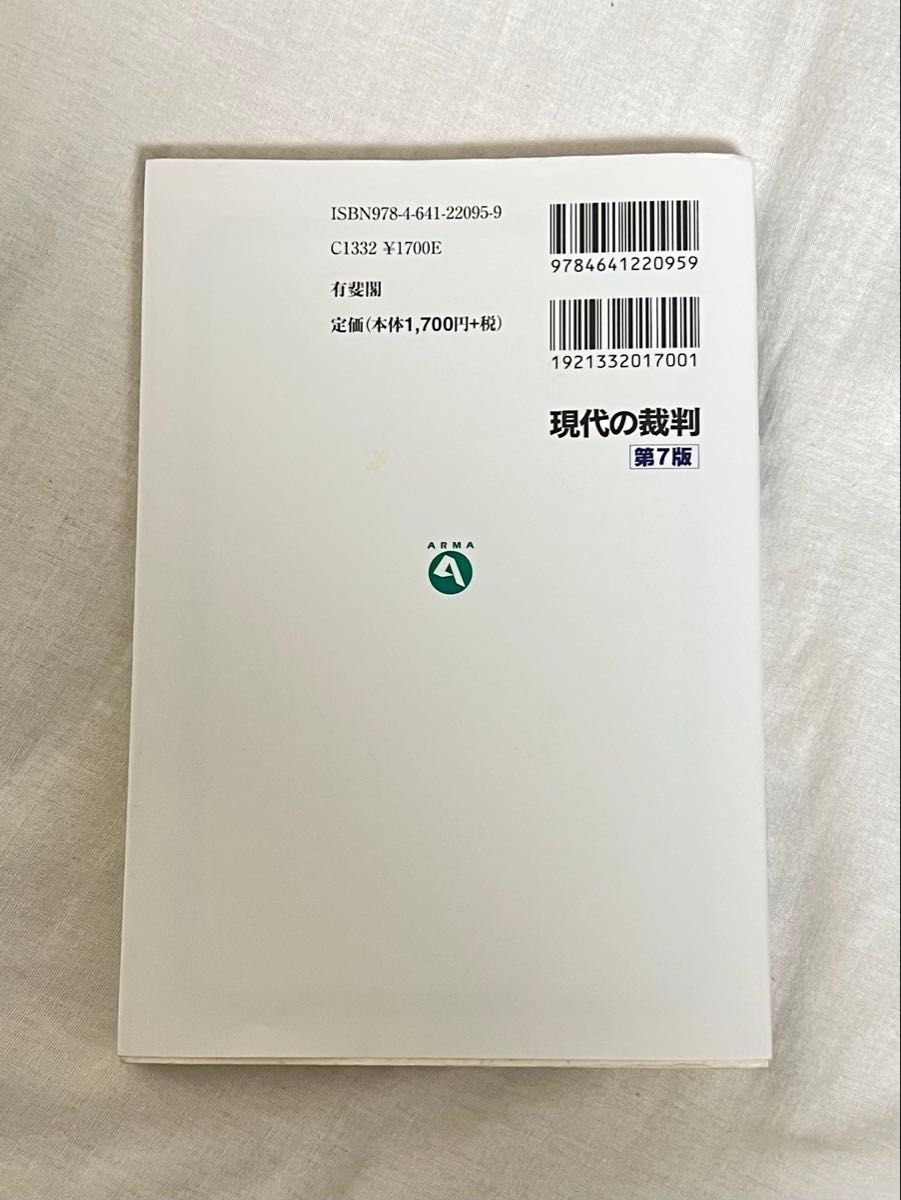 ISBN978-4-641-22095-9
C1332 ¥1700E
有斐閣
定価(本体1,700円+税)
9784641220959
1921332017001
現代の裁判
第7版
ARMA